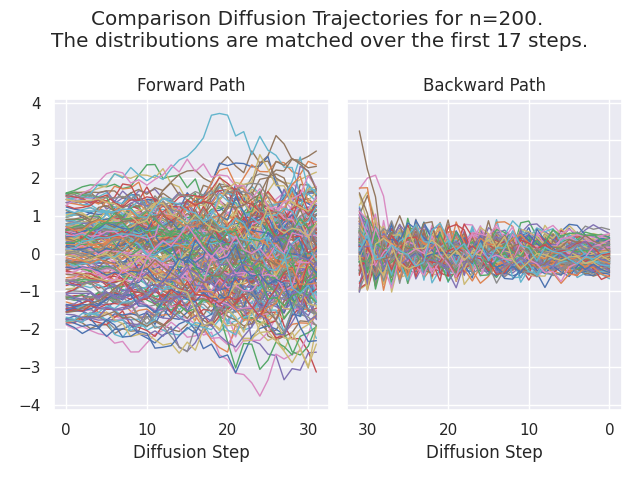 Comparison Diffusion Trajectories for n=200.
The distributions are matched over the first 17 steps.
Forward Path
Backward Path
4
3
2
1
0
−1
−2
−3
−4
0 10 20 30
30 20 10 0
Diffusion Step
Diffusion Step